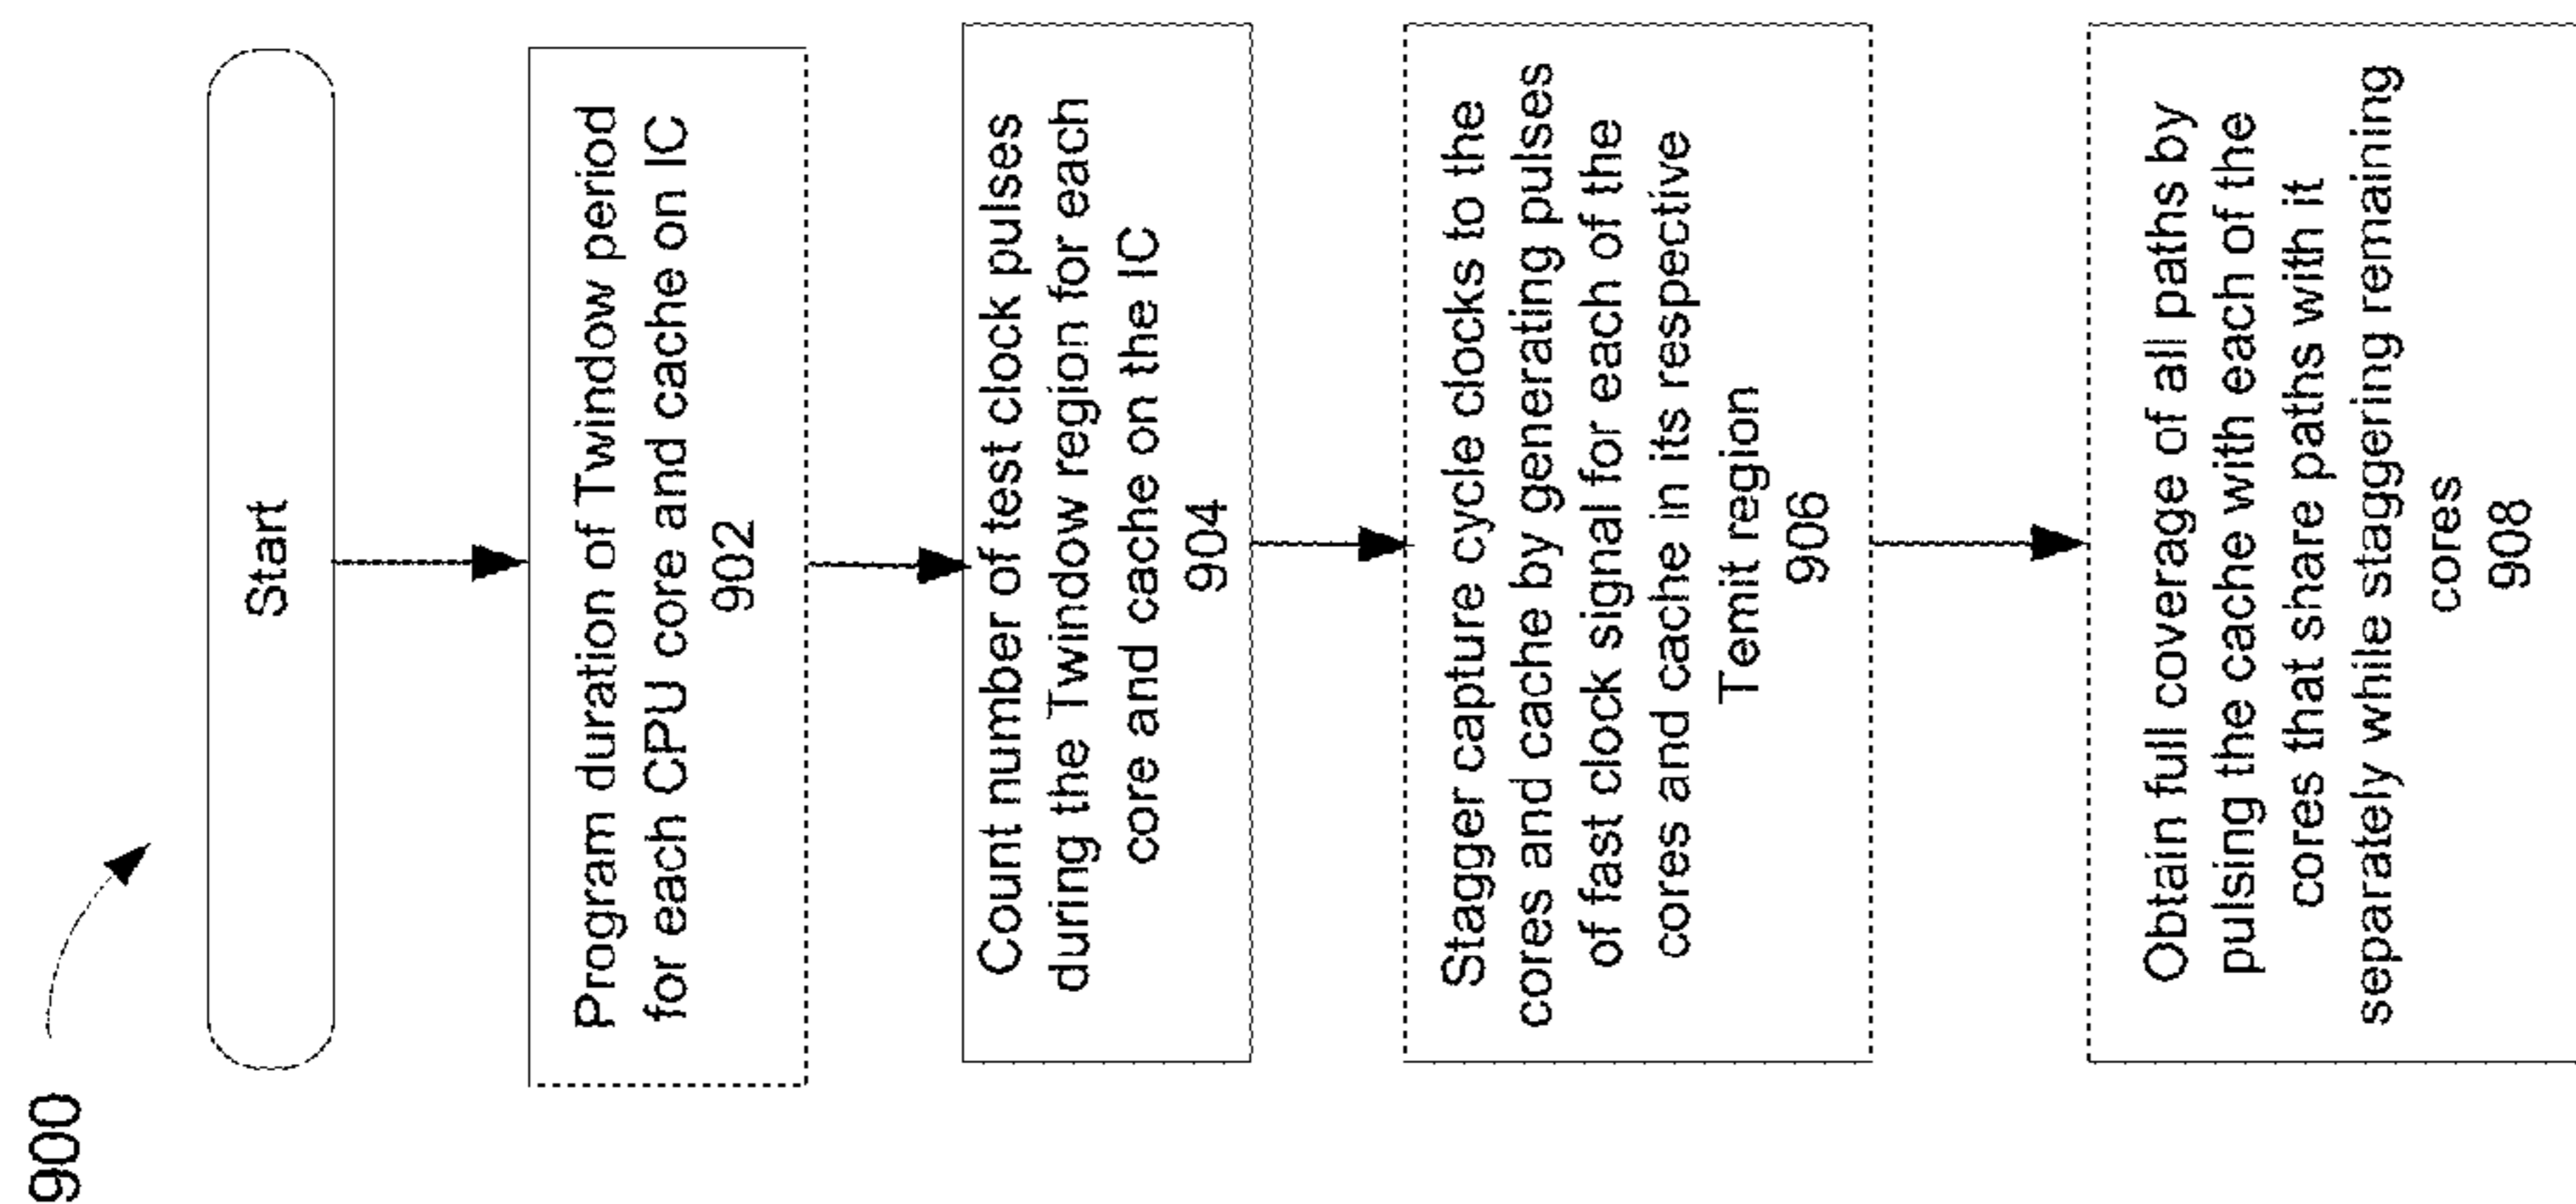 900
Start
Program duration of Twindow period
for each CPU core and cache on IC
902
Count number of test clock pulses
during the Twindow region for each
core and cache on the IC
904
Stagger capture cycle clocks to the
cores and cache by generating pulses
of fast clock signal for each of the
cores and cache in its respective
Temit region
906
Obtain full coverage of all paths by
pulsing the cache with each of the
cores that share paths with it
separately while staggering remaining
cores
908